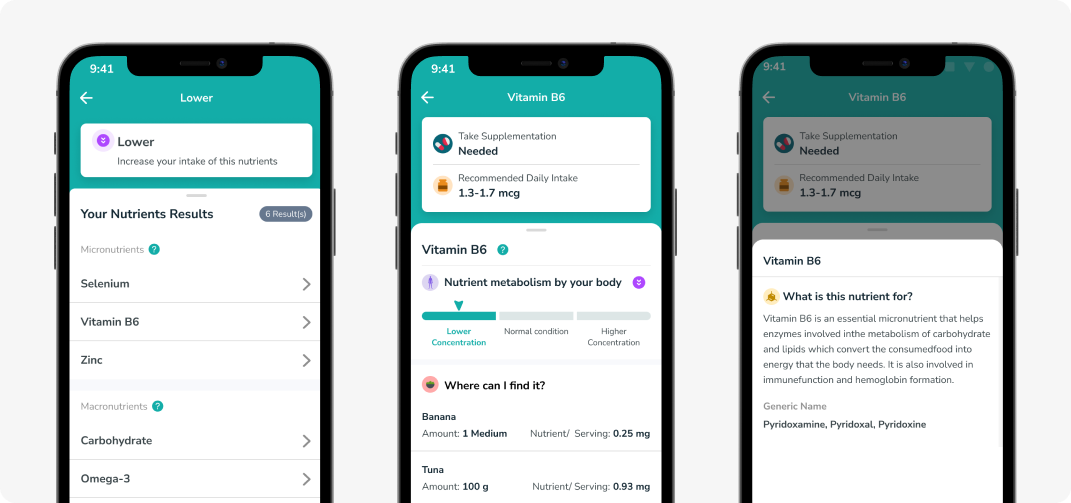 9:41
Lower
Lower
Increase your intake of this nutrients
Your Nutrients Results
6 Result(s)
Micronutrients ?
Selenium
Vitamin B6
Zinc
Macronutrients ?
Carbohydrate
Omega-3
9:41
Vitamin B6
Take Supplementation
Needed
Recommended Daily Intake
1.3-1.7 mcg
Vitamin B6 ?
Nutrient metabolism by your body
Lower
Concentration
Normal condition
Higher
Concentration
Where can I find it?
Banana
Amount: 1 Medium
Nutrient/ Serving: 0.25 mg
Tuna
Amount: 100 g
Nutrient/ Serving: 0.93 mg
9:41
Vitamin B6
Take Supplementation
Needed
Recommended Daily Intake
1.3-1.7 mcg
Vitamin B6
What is this nutrient for?
Vitamin B6 is an essential micronutrient that helps
enzymes involved inthe metabolism of carbohydrate
and lipids which convert the consumedfood into
energy that the body needs. It is also involved in
immunefunction and hemoglobin formation.
Generic Name
Pyridoxamine, Pyridoxal, Pyridoxine